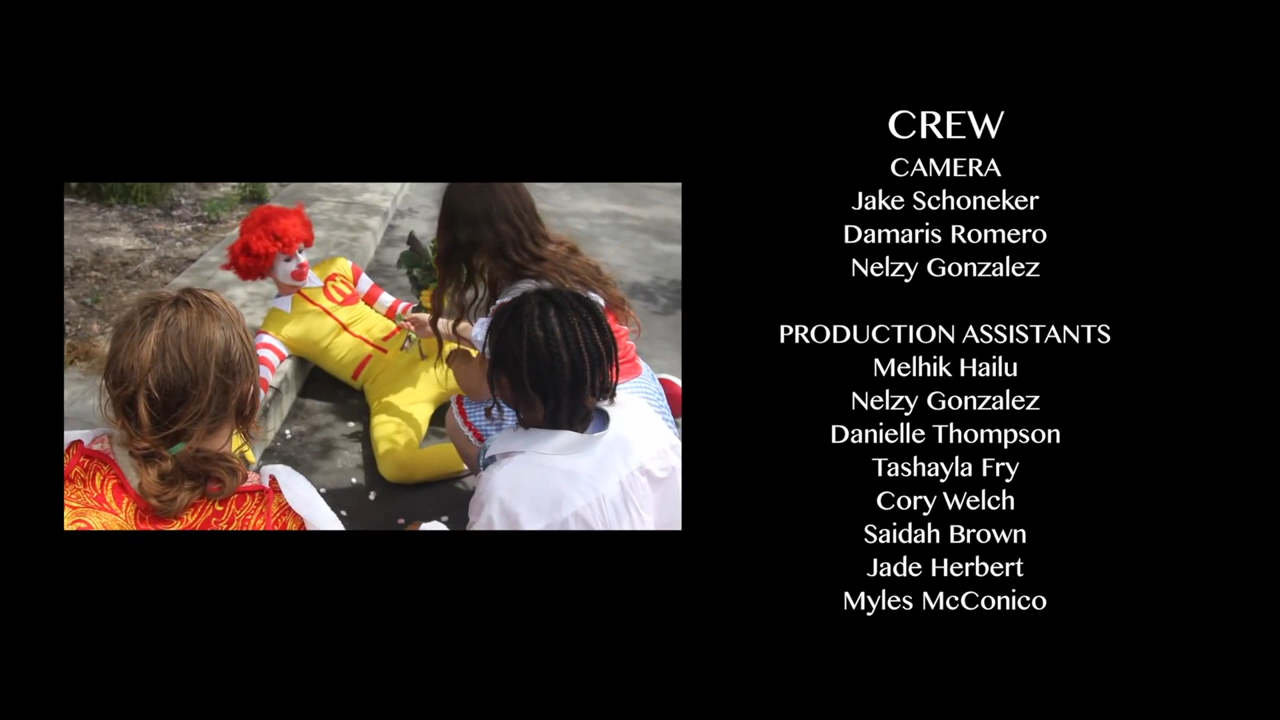 CREW
CAMERA
Jake Schoneker
Damaris Romero
Nelzy Gonzalez
PRODUCTION ASSISTANTS
Melhik Hailu
Nelzy Gonzalez
Danielle Thompson
Tashayla Fry
Cory Welch
Saidah Brown
Jade Herbert
Myles McConico